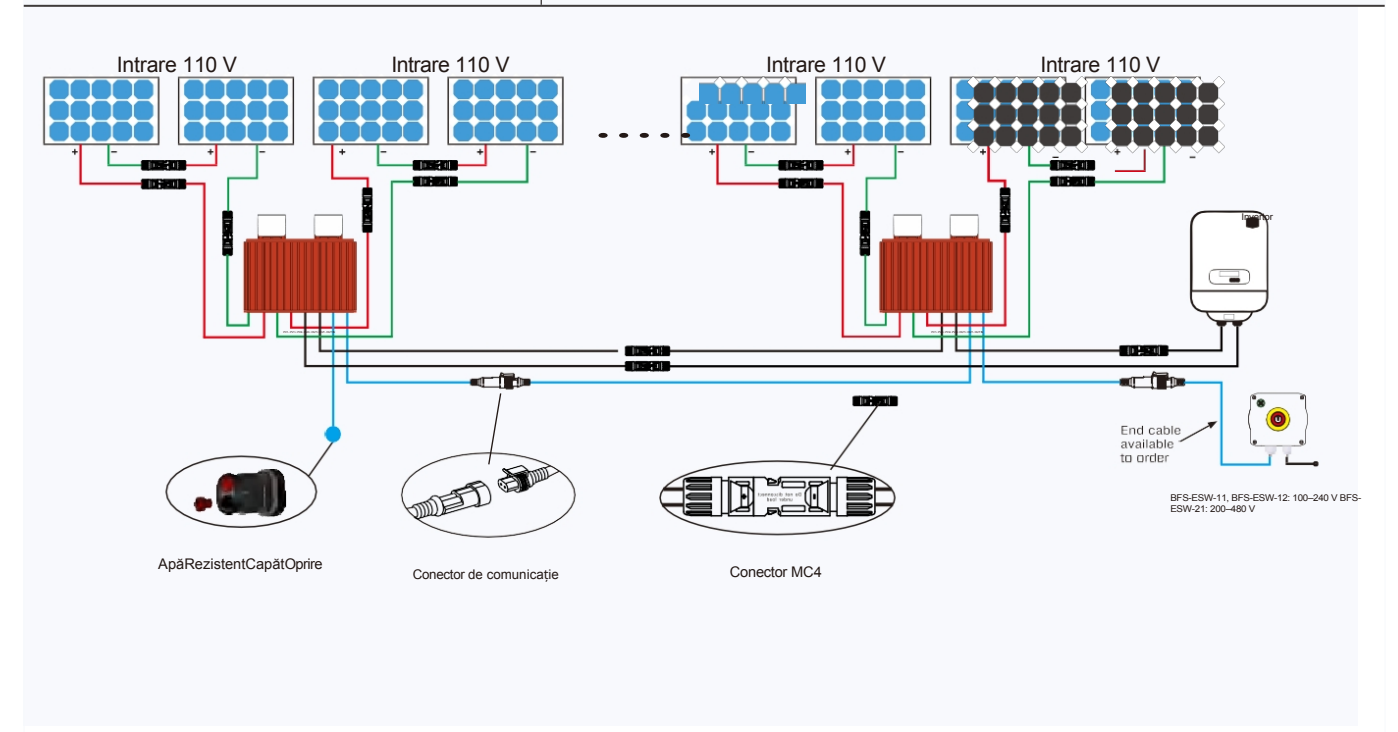 Intrare 110 V
Intrare 110 V
Intrare 110 V
Intrare 110 V
+ – + –
+ – + –
+ – + –
+ – + –
Invertor
End cable
available
to order
BFS-ESW-11, BFS-ESW-12: 100–240 V BFS-
ESW-21: 200–480 V
ApăRezistentCapătOprire
Conector de comunicație
Conector MC4